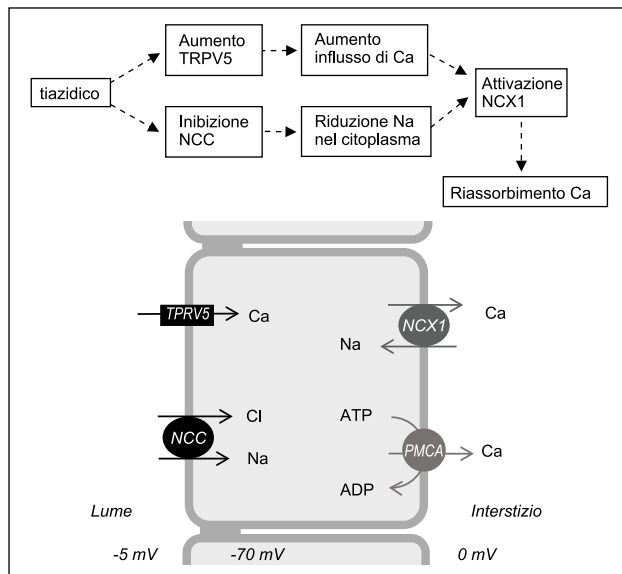 Aumento
TRPV5
Aumento
influsso di Ca
tiazidico
Attivazione
NCX1
Inibizione
NCC
Riduzione Na
nel citoplasma
Riassorbimento Ca
TPRV5
Ca
NCX1
Ca
Na
Cl
NCC
Na
ATP
PMCA
Ca
ADP
Lume
Interstizio
-5 mV
-70 mV
0 mV